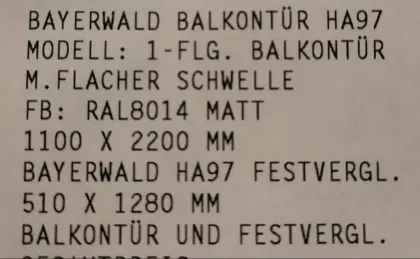 BAYERWALD BALKONTÜR HA97
MODELL: 1-FLG. BALKONTÜR
M.FLACHER SCHWELLE
FB: RAL8014 MATT
1100 X 2200 MM
BAYERWALD HA97 FESTVERGL.
510 X 1280 MM
BALKONTÜR UND FESTVERGL.